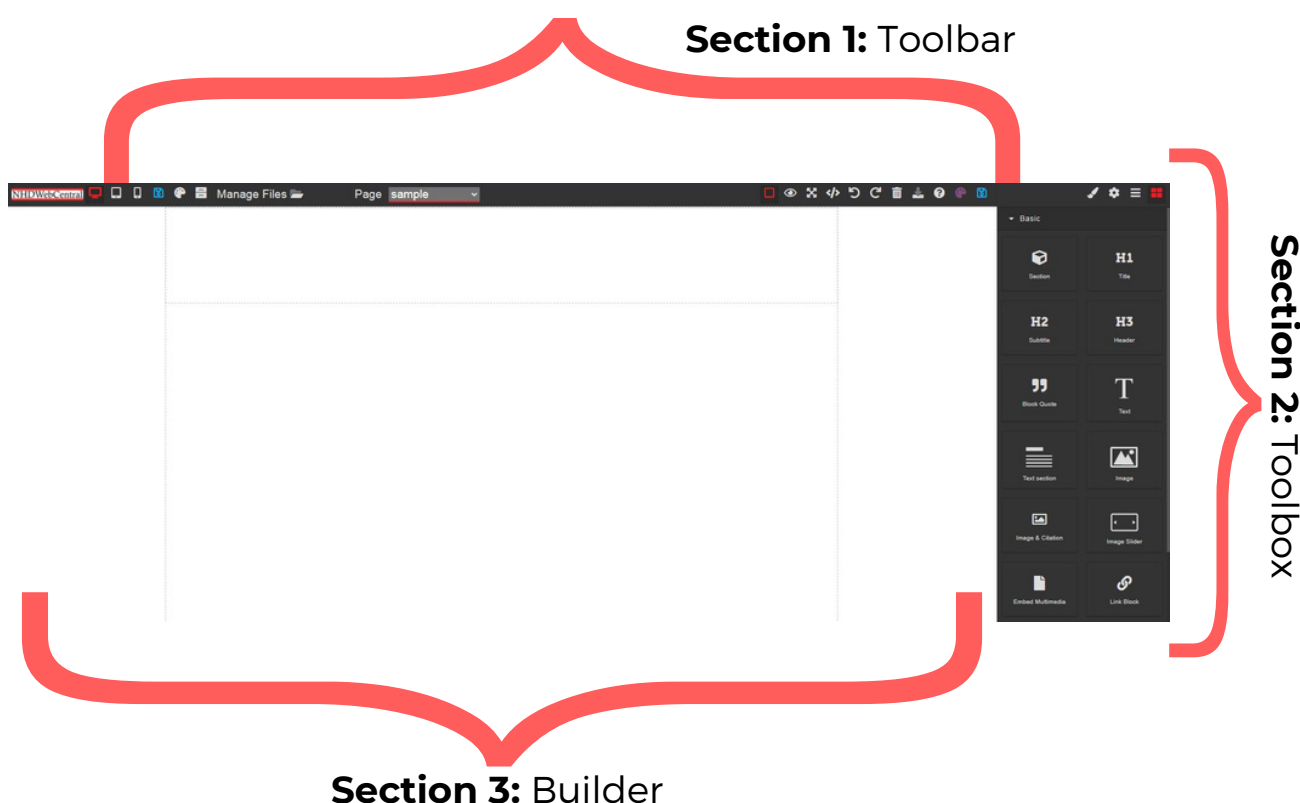 Section 1: Toolbar
NHDWebCentral
Manage Files
Page sample
Basic
Section
H1
Title
H2
Subtitle
H3
Header
Block Quote
T
Text
Text section
Image
Image & Citation
Image Slider
Embed Multimedia
Link Block
Section 2: Toolbox
Section 3: Builder